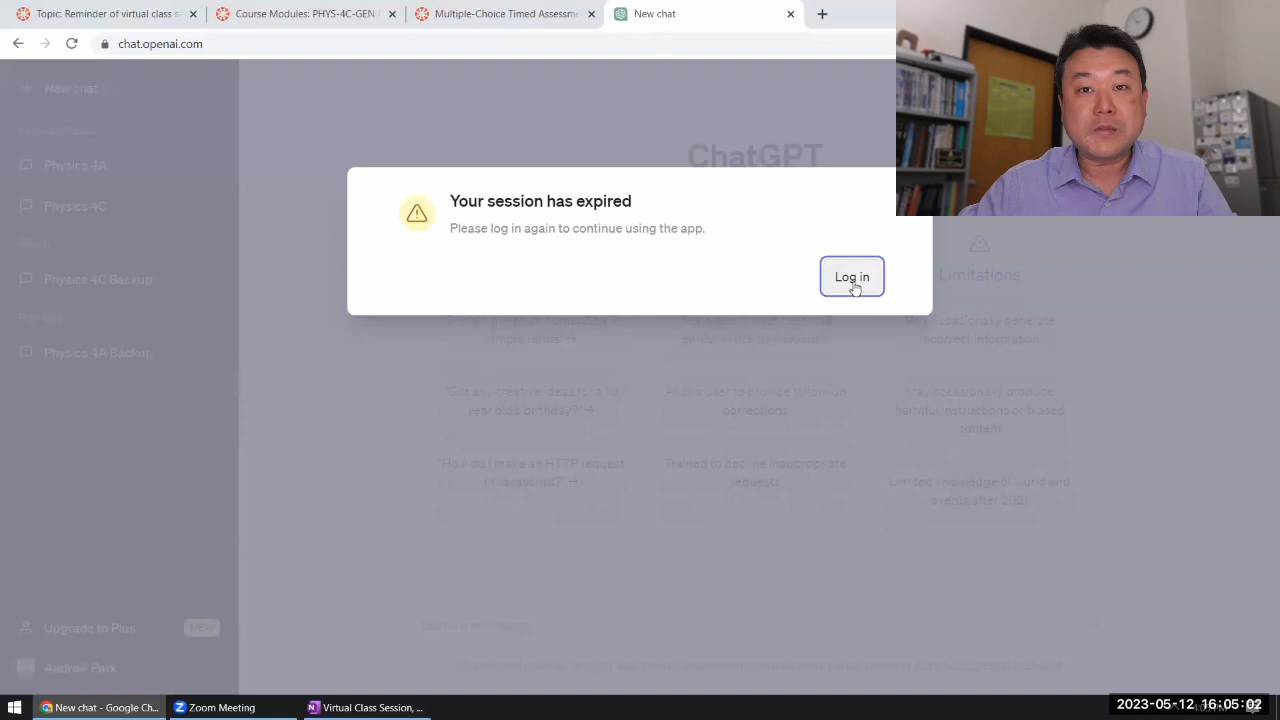 Reminder of virtual class s
Course Modules: PHYS-4C-GEN
Multiple-Choice Timed Assessm
New chat
chat.openai.com
New chat
Physics 4A
Physics 4C
Physics 4C Backup
Physics 4A Backup
Upgrade to Plus
NEW
Andrew Park
ChatGPT
Your session has expired
Please log in again to continue using the app.
Log in
Limitations
May occasionally generate
incorrect information
"Got any creative ideas for a 10
year old's birthday?" →
Allows user to provide follow-up
corrections
May occasionally produce
harmful instructions or biased
content
"How do I make an HTTP request
in Javascript?" →
Trained to decline inappropriate
requests
Limited knowledge of world and
events after 2021
New chat - Google Ch...
Zoom Meeting
Virtual Class Session, ...
2023-05-12 16:05:02